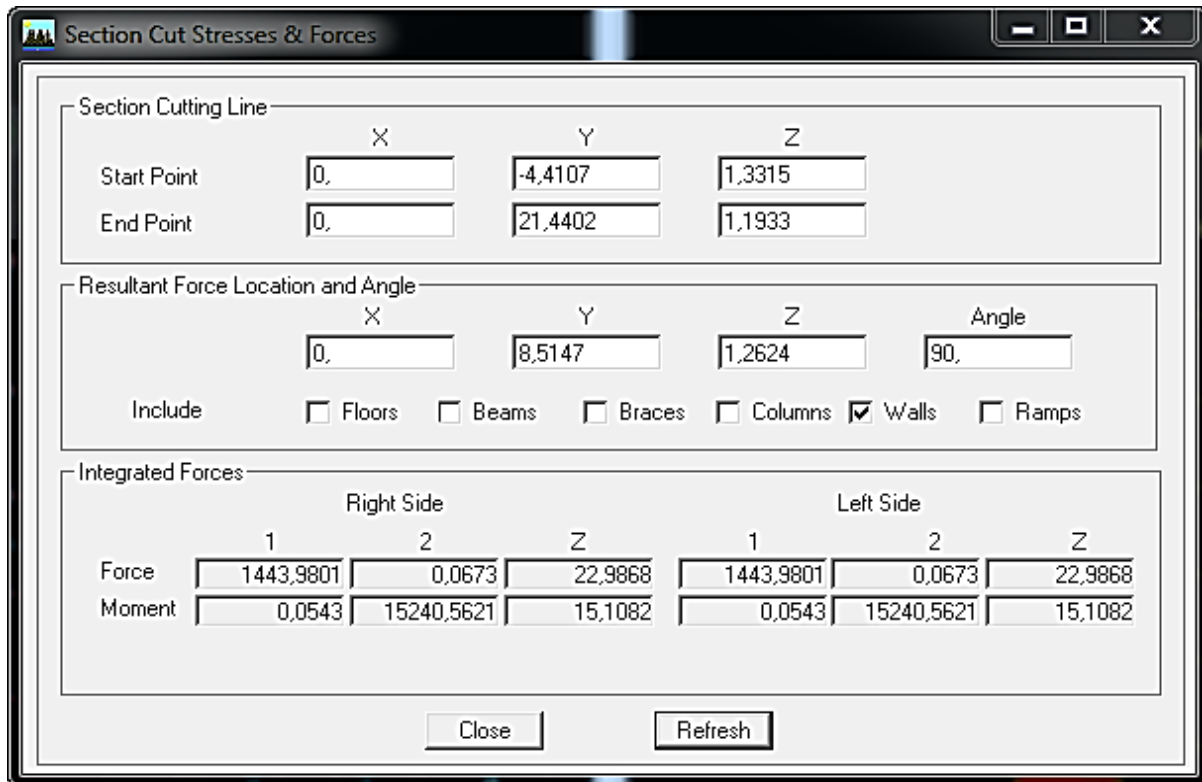 Section Cut Stresses & Forces
Section Cutting Line
X Y Z
Start Point 0, -4,4107 1,3315
End Point 0, 21,4402 1,1933
Resultant Force Location and Angle
X Y Z Angle
0, 8,5147 1,2624 90,
Include Floors Beams Braces Columns Walls Ramps
Integrated Forces
Right Side Left Side
1 2 Z 1 2 Z
Force 1443,9801 0,0673 22,9868 1443,9801 0,0673 22,9868
Moment 0,0543 15240,5621 15,1082 0,0543 15240,5621 15,1082
Close Refresh